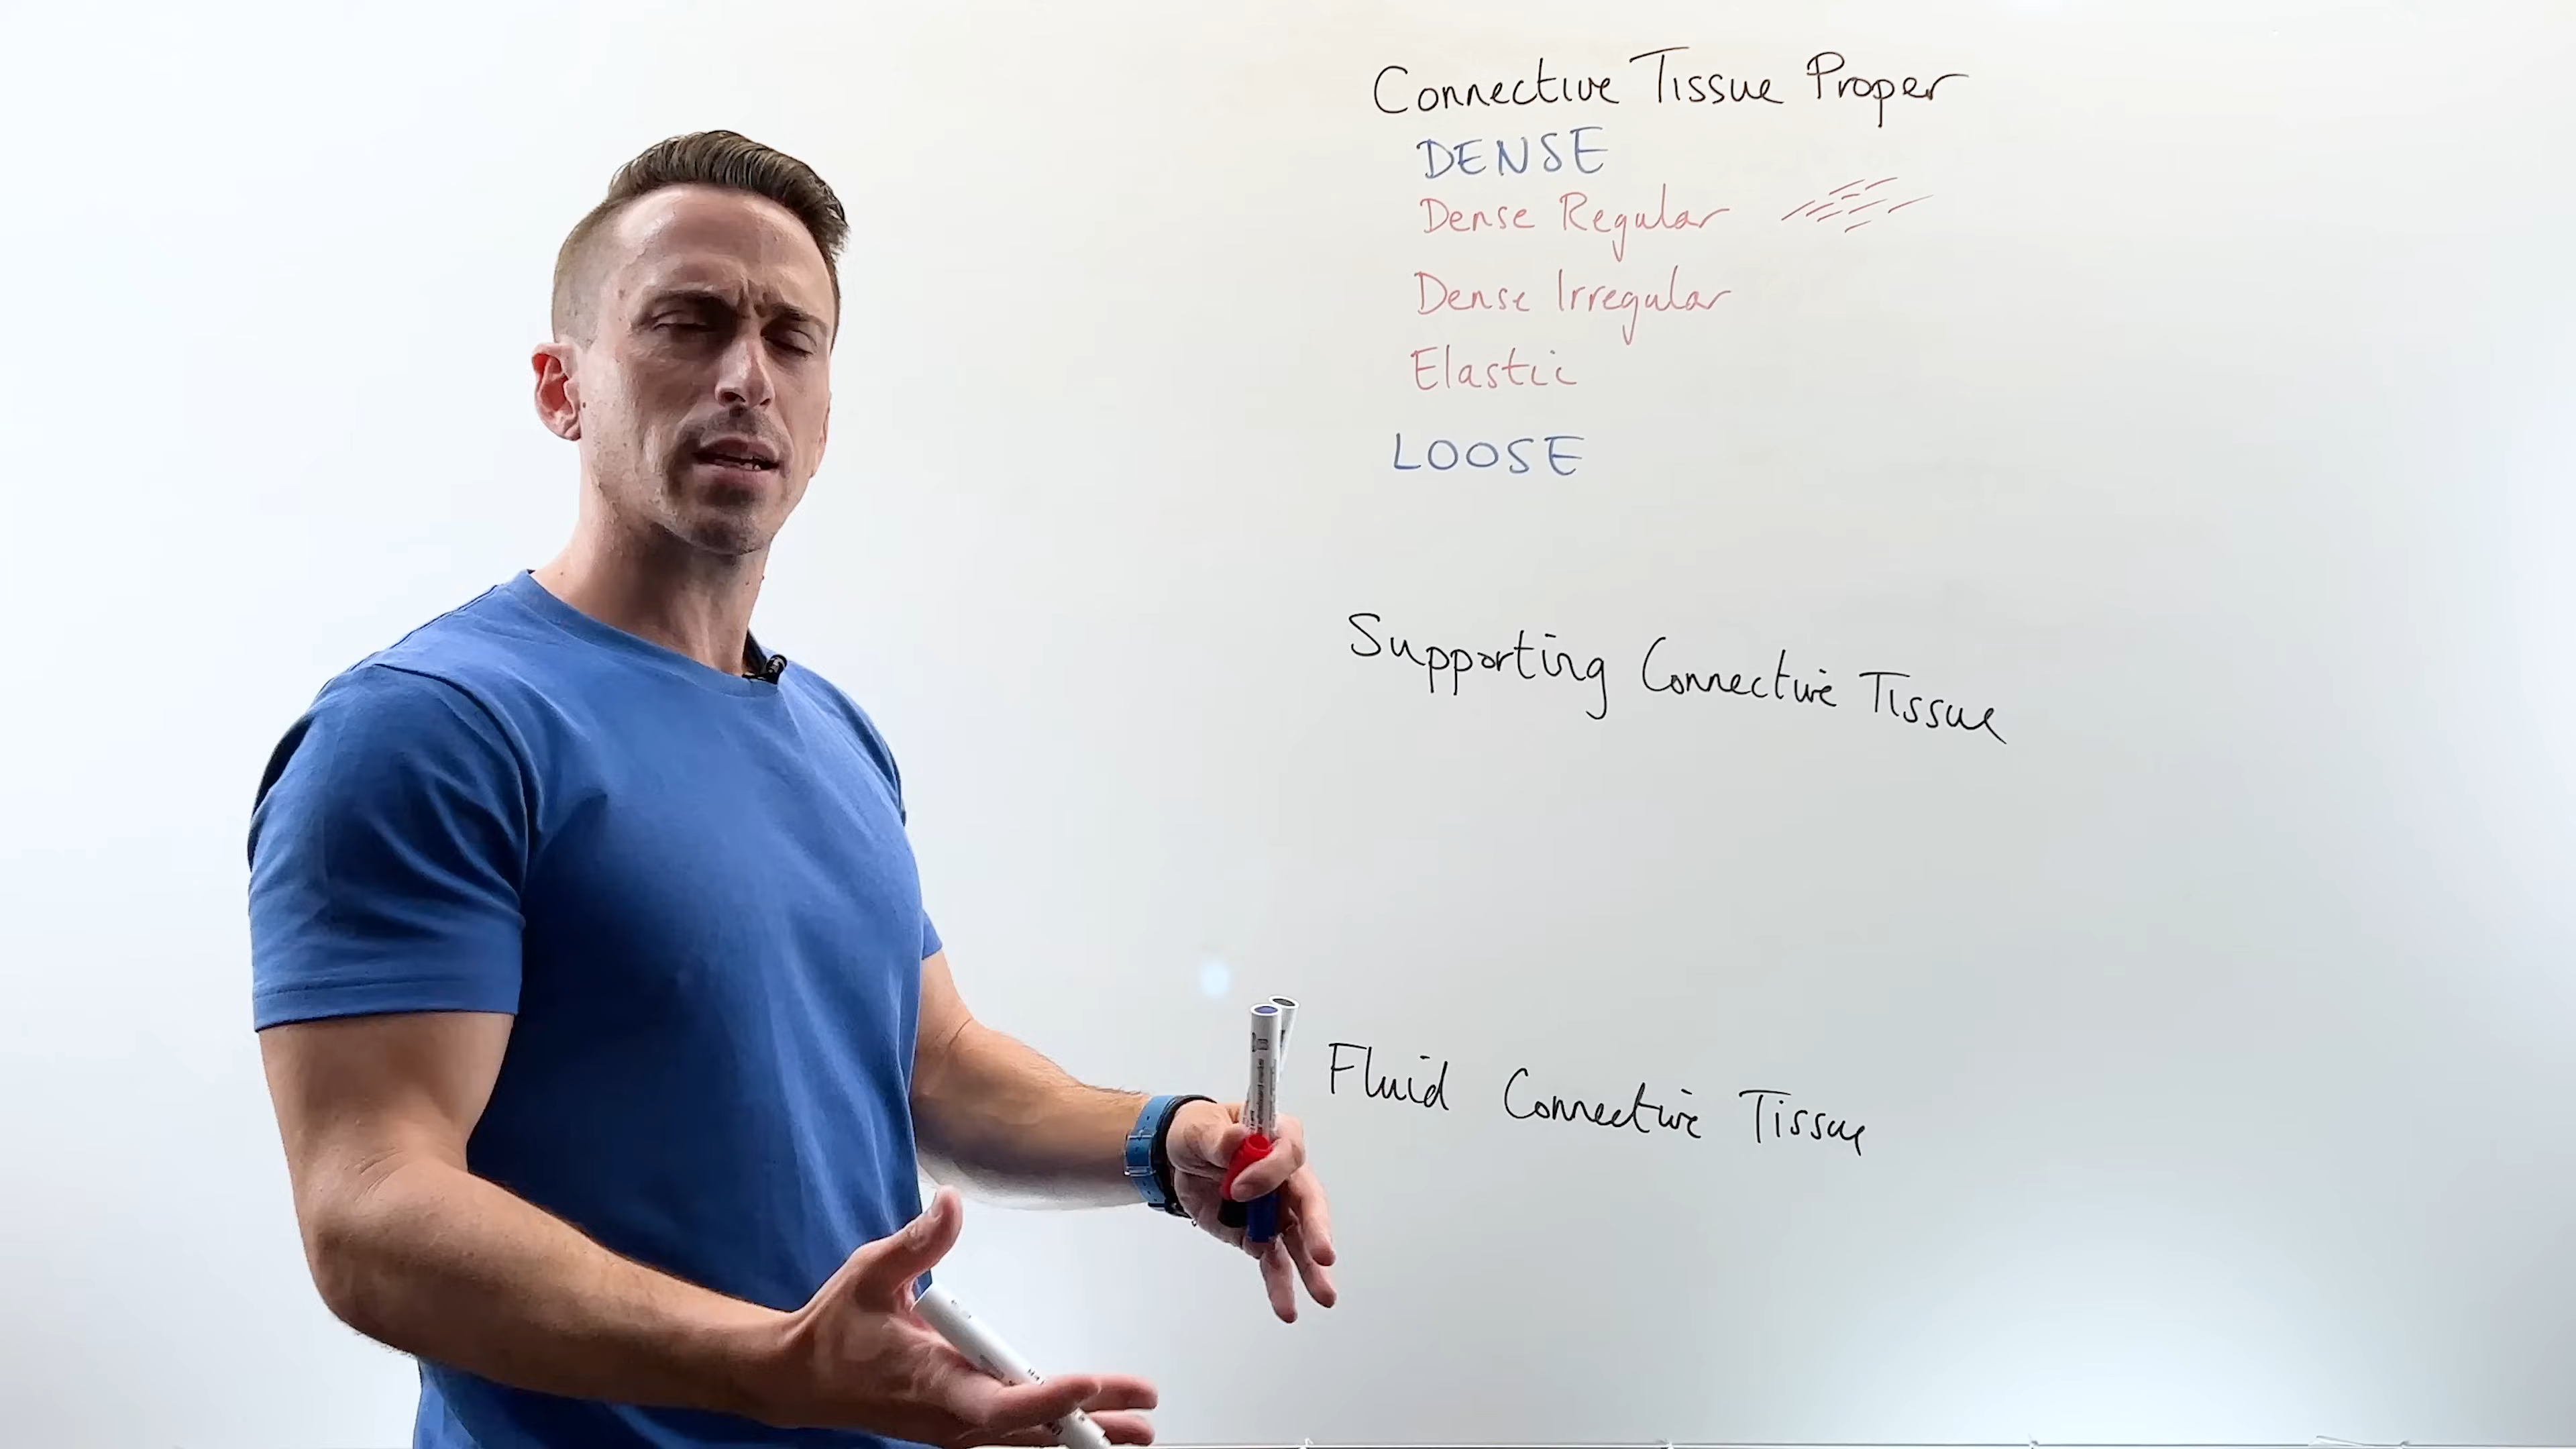 Connective Tissue Proper
DENSE
Dense Regular
Dense Irregular
Elastic
LOOSE
Supporting Connective Tissue
Fluid Connective Tissue